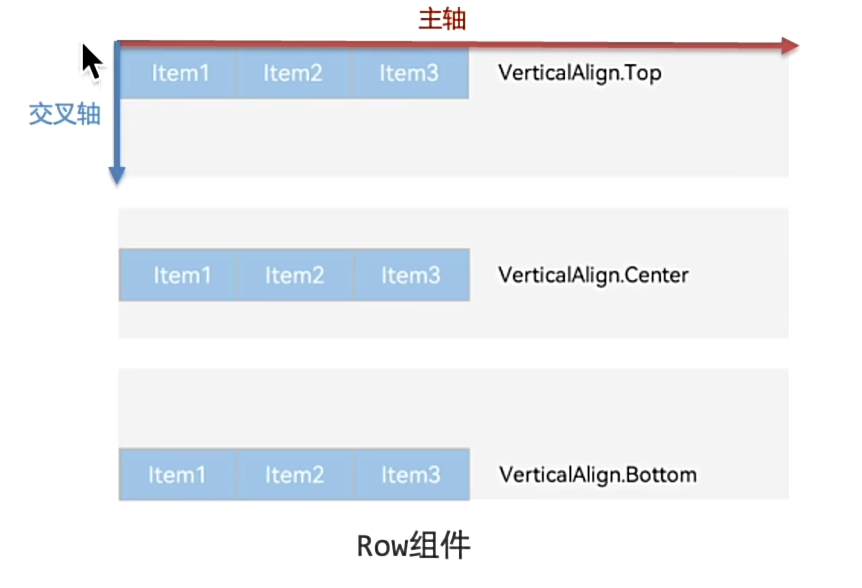 主轴
Item1 Item2 Item3 VerticalAlign.Top
交叉轴
Item1 Item2 Item3 VerticalAlign.Center
Item1 Item2 Item3 VerticalAlign.Bottom
Row组件